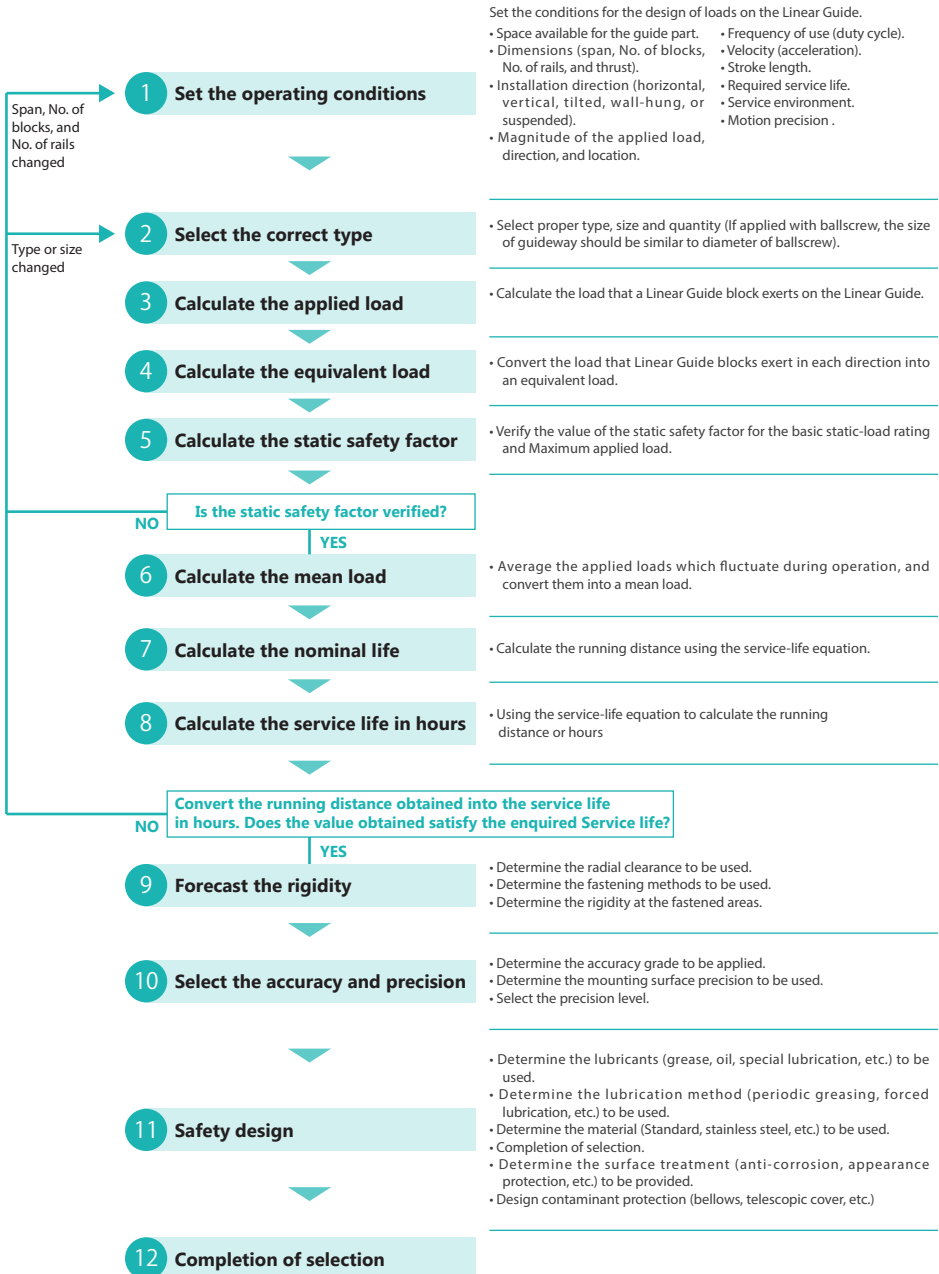 Set the conditions for the design of loads on the Linear Guide.
• Space available for the guide part.
• Dimensions (span, No. of blocks,
No. of rails, and thrust).
• Installation direction (horizontal,
vertical, tilted, wall-hung, or
suspended).
• Magnitude of the applied load,
direction, and location.
• Frequency of use (duty cycle).
• Velocity (acceleration).
• Stroke length.
• Required service life.
• Service environment.
• Motion precision .
1 Set the operating conditions
Span, No. of
blocks, and
No. of rails
changed
2 Select the correct type
• Select proper type, size and quantity (If applied with ballscrew, the size
of guideway should be similar to diameter of ballscrew).
Type or size
changed
3 Calculate the applied load
• Calculate the load that a Linear Guide block exerts on the Linear Guide.
4 Calculate the equivalent load
• Convert the load that Linear Guide blocks exert in each direction into
an equivalent load.
5 Calculate the static safety factor
• Verify the value of the static safety factor for the basic static-load rating
and Maximum applied load.
Is the static safety factor verified?
NO
YES
6 Calculate the mean load
• Average the applied loads which fluctuate during operation, and
convert them into a mean load.
7 Calculate the nominal life
• Calculate the running distance using the service-life equation.
8 Calculate the service life in hours
• Using the service-life equation to calculate the running
distance or hours
Convert the running distance obtained into the service life
in hours. Does the value obtained satisfy the enquired Service life?
NO
YES
9 Forecast the rigidity
• Determine the radial clearance to be used.
• Determine the fastening methods to be used.
• Determine the rigidity at the fastened areas.
10 Select the accuracy and precision
• Determine the accuracy grade to be applied.
• Determine the mounting surface precision to be used.
• Select the precision level.
11 Safety design
• Determine the lubricants (grease, oil, special lubrication, etc.) to be
used.
• Determine the lubrication method (periodic greasing, forced
lubrication, etc.) to be used.
• Determine the material (Standard, stainless steel, etc.) to be used.
• Completion of selection.
• Determine the surface treatment (anti-corrosion, appearance
protection, etc.) to be provided.
• Design contaminant protection (bellows, telescopic cover, etc.)
12 Completion of selection